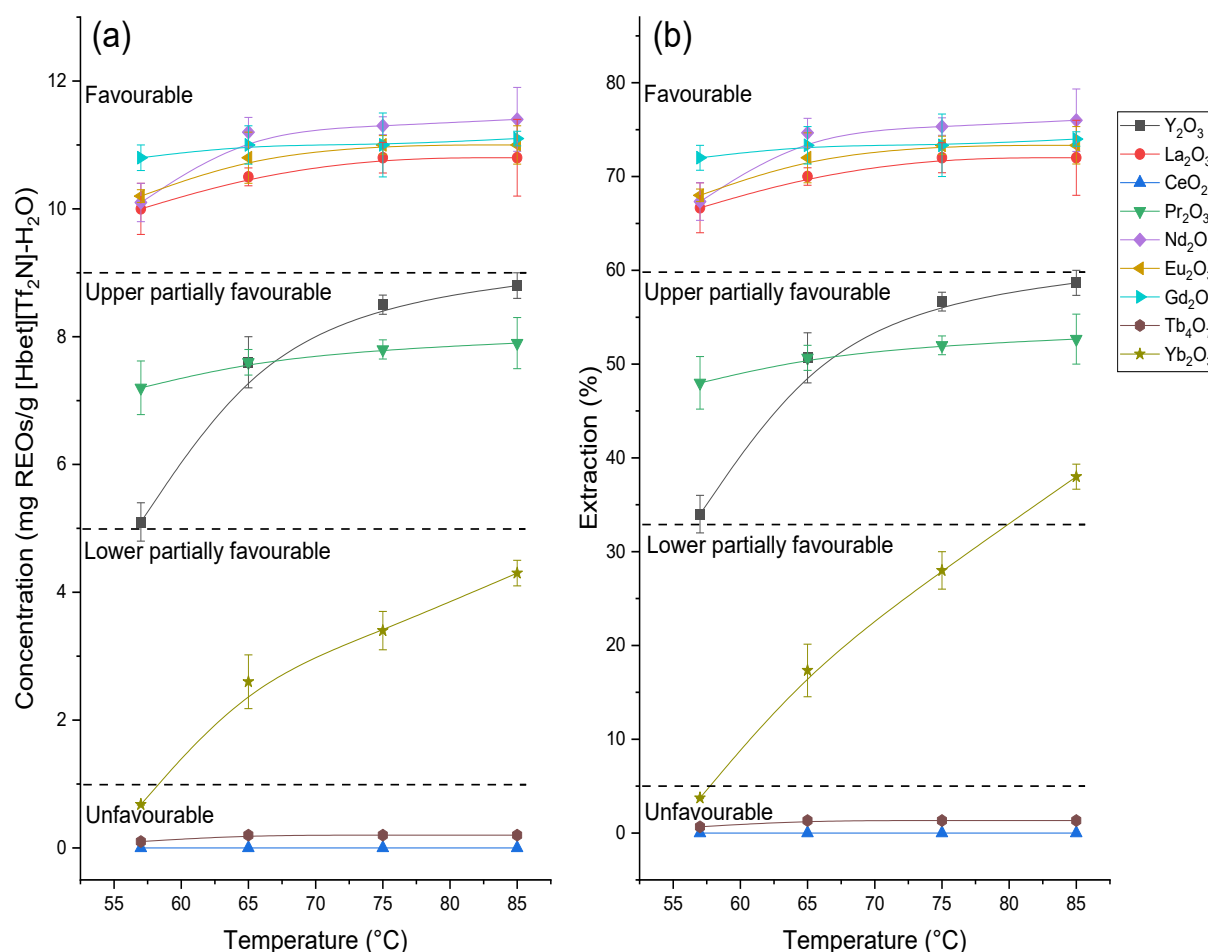 (a)
Concentration (mg REOs/g [Hbet][Tf₂N]-H₂O)
12
10
8
6
4
2
0
Favourable
Upper partially favourable
Lower partially favourable
Unfavourable
55 60 65 70 75 80 85
Temperature (°C)
(b)
Extraction (%)
80
70
60
50
40
30
20
10
0
Favourable
Upper partially favourable
Lower partially favourable
Unfavourable
55 60 65 70 75 80 85
Temperature (°C)
Y₂O₃
La₂O₃
CeO₂
Pr₂O₃
Nd₂O
Eu₂O₃
Gd₂O
Tb₄O₇
Yb₂O₃